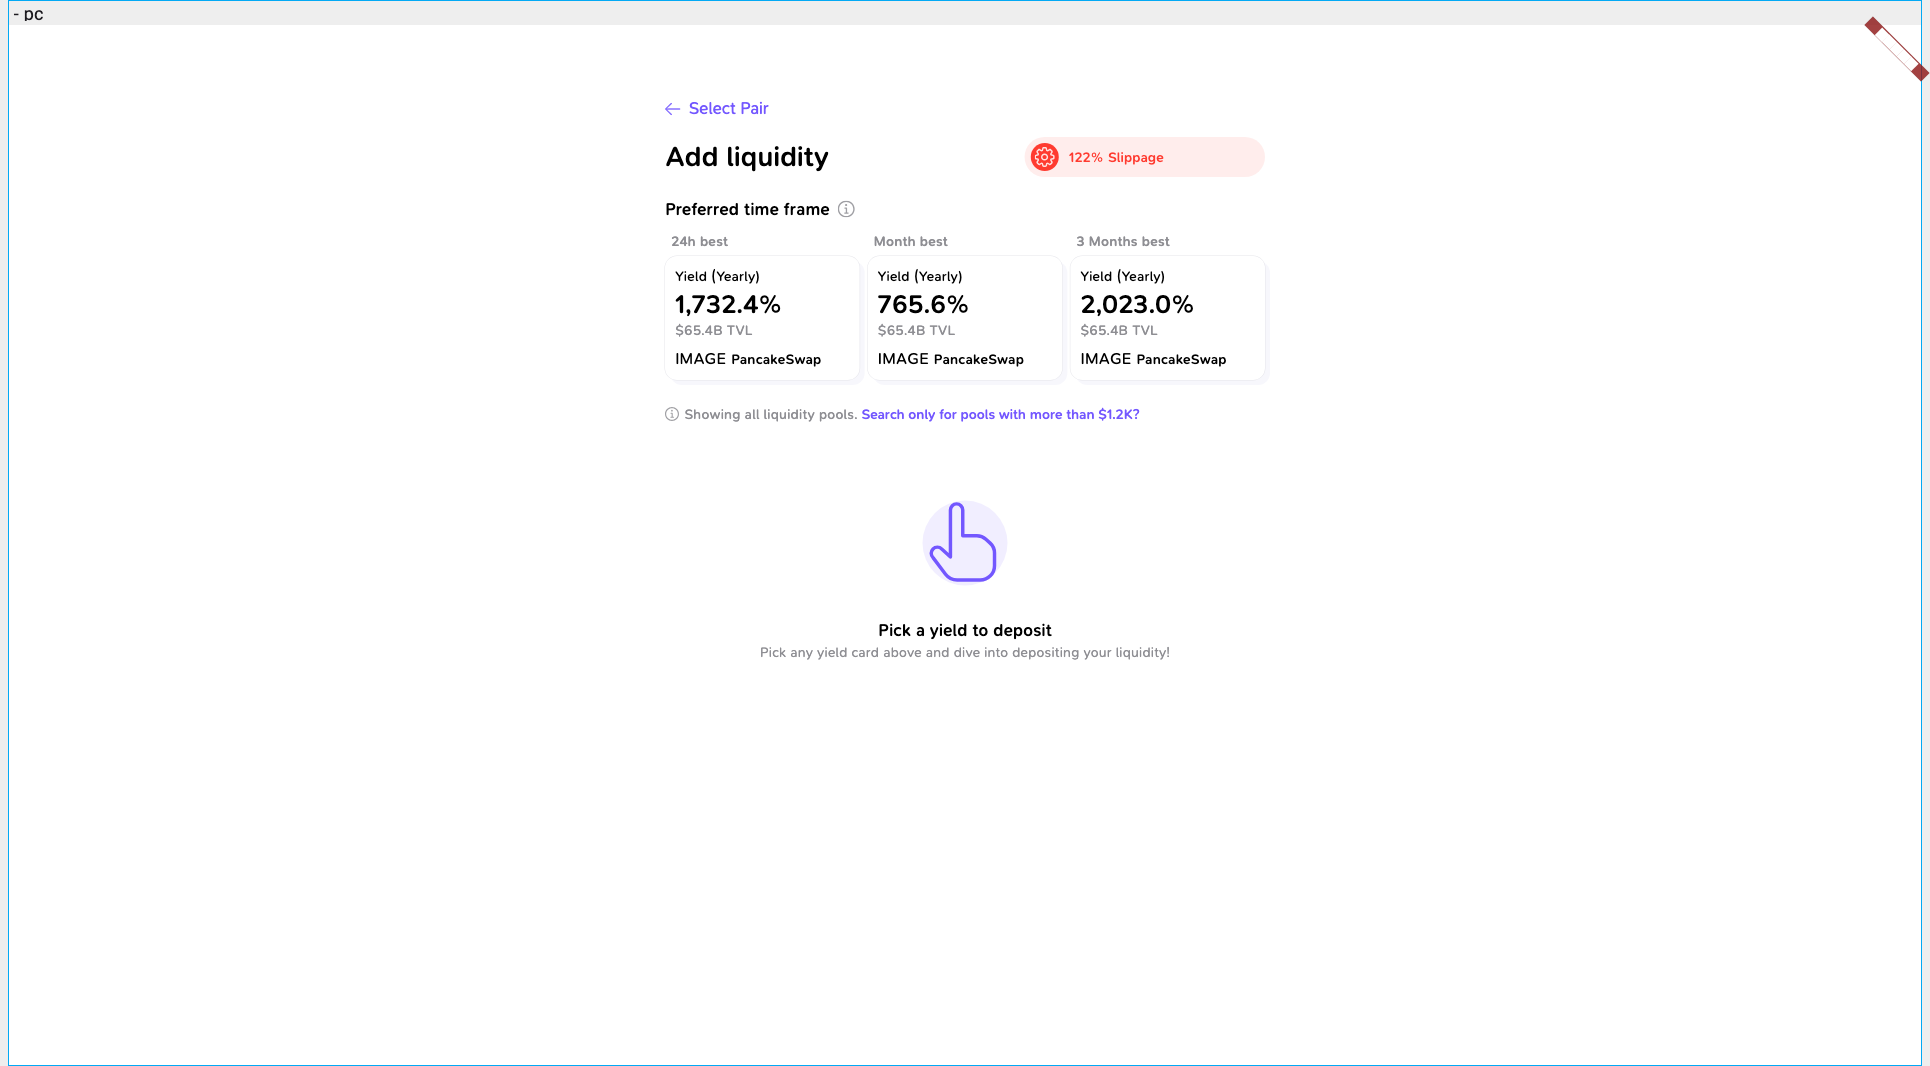 - pc
Select Pair
Add liquidity
122% Slippage
Preferred time frame
24h best
Month best
3 Months best
Yield (Yearly)
1,732.4%
$65.4B TVL
IMAGE PancakeSwap
Yield (Yearly)
765.6%
$65.4B TVL
IMAGE PancakeSwap
Yield (Yearly)
2,023.0%
$65.4B TVL
IMAGE PancakeSwap
Showing all liquidity pools. Search only for pools with more than $1.2K?
Pick a yield to deposit
Pick any yield card above and dive into depositing your liquidity!